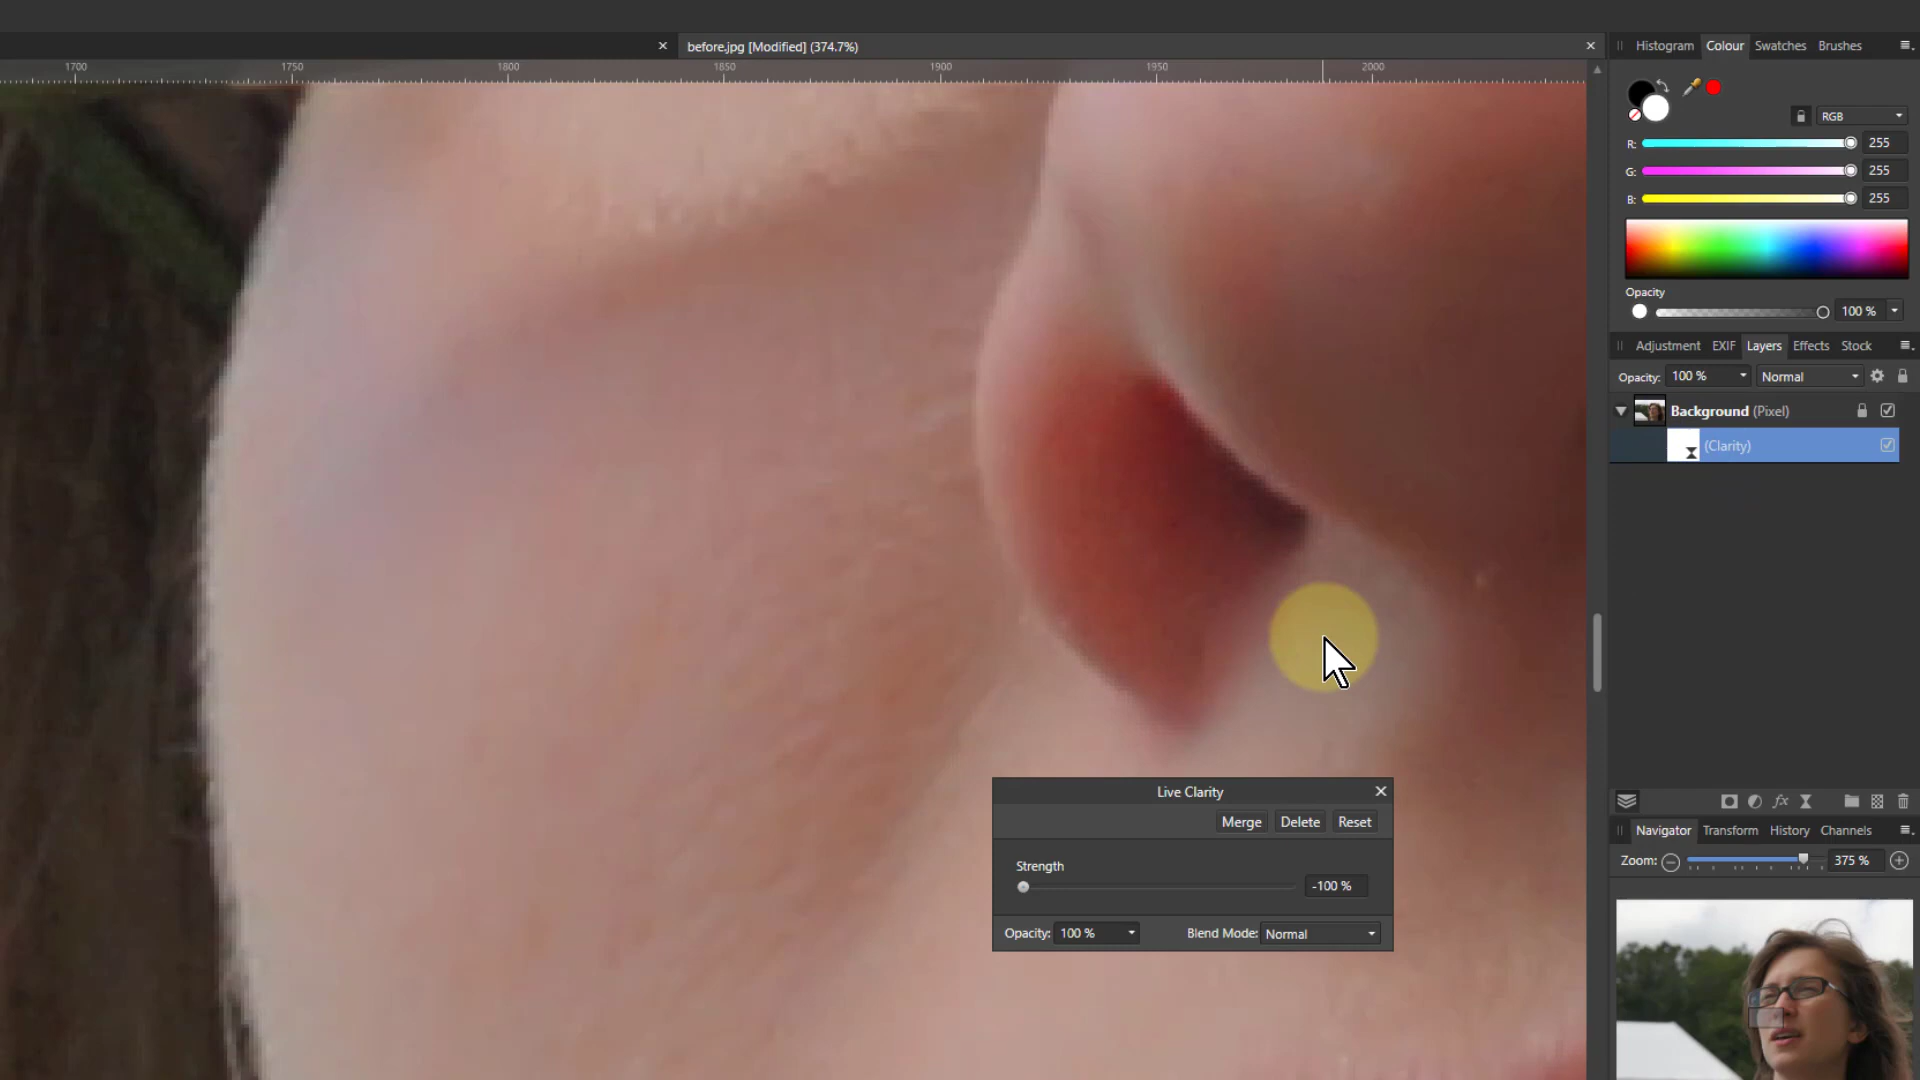 before.jpg [Modified] (374.7%)
1700 1750 1800 1850 1900 1950 2000
Histogram Colour Swatches Brushes
RGB
R: 255
G: 255
B: 255
Opacity
100 %
Adjustment EXIF Layers Effects Stock
Opacity: 100 % Normal
Background (Pixel)
(Clarity)
fx
Navigator Transform History Channels
Zoom: 375 %
Live Clarity
Merge Delete Reset
Strength
-100 %
Opacity: 100 % Blend Mode: Normal